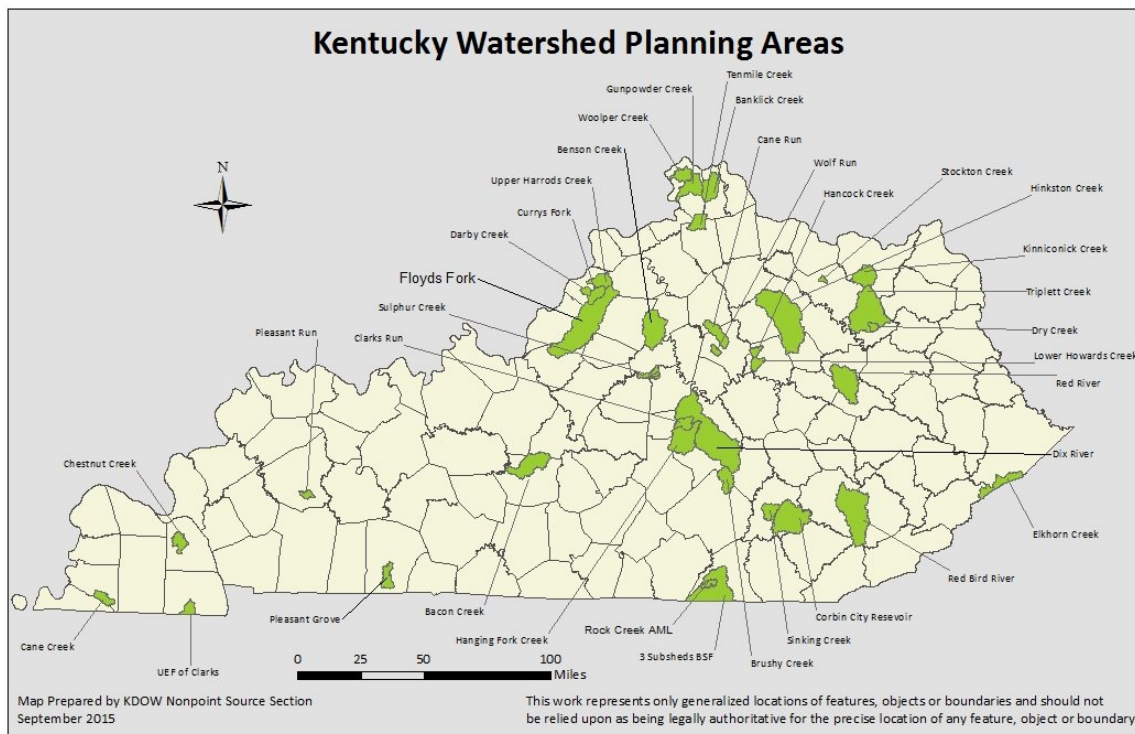 Kentucky Watershed Planning Areas
Tenmile Creek
Gunpowder Creek
Banklick Creek
Woolper Creek
Cane Run
Benson Creek
Wolf Run
Stockton Creek
Upper Harrods Creek
Hancock Creek
Hinkston Creek
N
Currys Fork
Darby Creek
Kinniconick Creek
Floyds Fork
Triplett Creek
Sulphur Creek
Pleasant Run
Dry Creek
Clarks Run
Lower Howards Creek
Red River
Dix River
Chestnut Creek
Elkhorn Creek
Red Bird River
Bacon Creek
Corbin City Resevoir
Pleasant Grove
Rock Creek AML
Hanging Fork Creek
Sinking Creek
Cane Creek
3 Subsheds BSF
Brushy Creek
UEF of Clarks
0 25 50 100
Miles
Map Prepared by KDOW Nonpoint Source Section
September 2015
This work represents only generalized locations of features, objects or boundaries and should not
be relied upon as being legally authoritative for the precise location of any feature, object or boundary